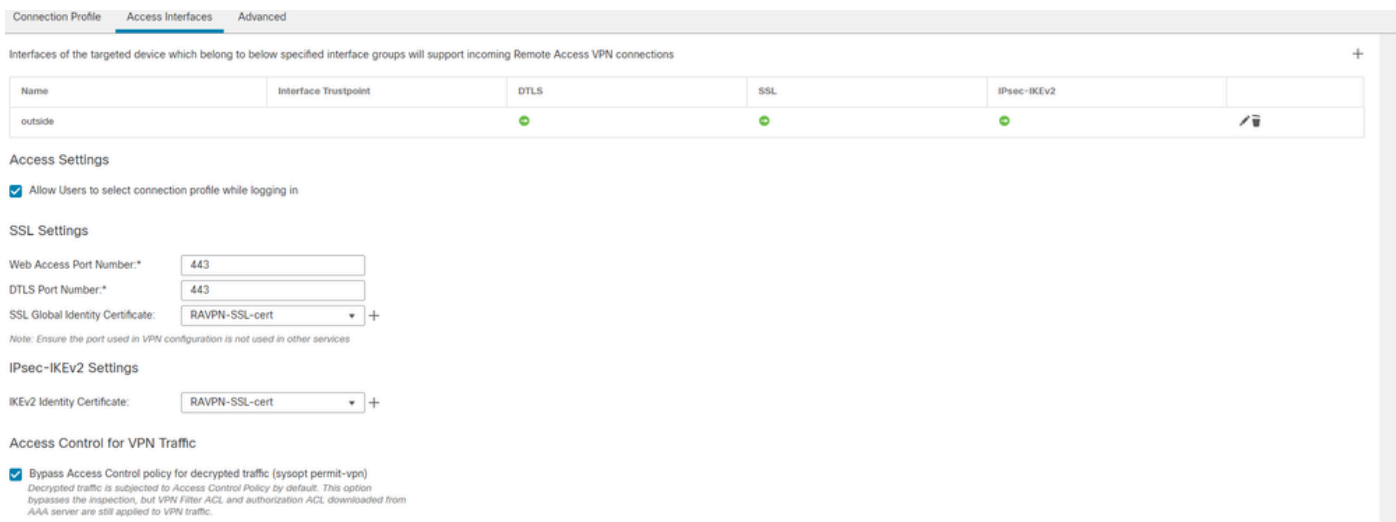 Connection Profile Access Interfaces Advanced
Interfaces of the targeted device which belong to below specified interface groups will support incoming Remote Access VPN connections
Name Interface Trustpoint DTLS SSL IPsec-IKEv2
outside
Access Settings
Allow Users to select connection profile while logging in
SSL Settings
Web Access Port Number:* 443
DTLS Port Number:* 443
SSL Global Identity Certificate: RAVPN-SSL-cert
Note: Ensure the port used in VPN configuration is not used in other services
IPsec-IKEv2 Settings
IKEv2 Identity Certificate: RAVPN-SSL-cert
Access Control for VPN Traffic
Bypass Access Control policy for decrypted traffic (sysopt permit-vpn)
Decrypted traffic is subjected to Access Control Policy by default. This option
bypasses the inspection, but VPN Filter ACL and authorization ACL downloaded from
AAA server are still applied to VPN traffic.